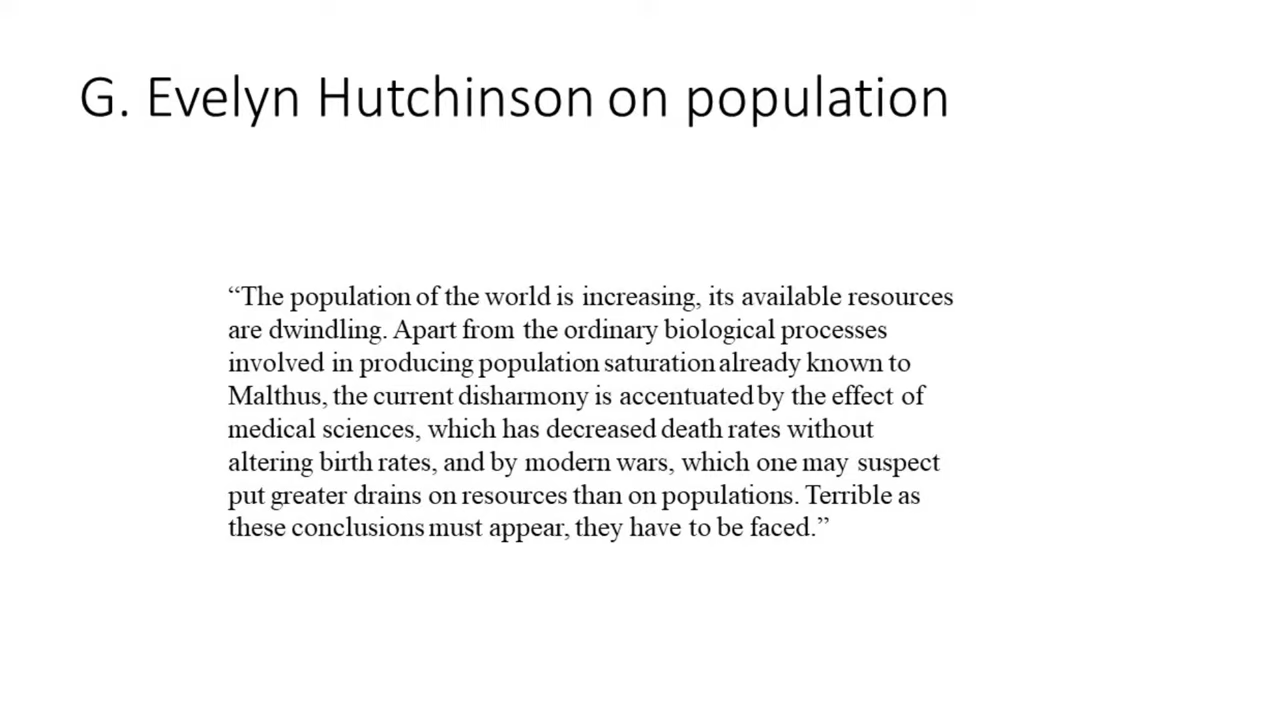 G. Evelyn Hutchinson on population
“The population of the world is increasing, its available resources
are dwindling. Apart from the ordinary biological processes
involved in producing population saturation already known to
Malthus, the current disharmony is accentuated by the effect of
medical sciences, which has decreased death rates without
altering birth rates, and by modern wars, which one may suspect
put greater drains on resources than on populations. Terrible as
these conclusions must appear, they have to be faced.”